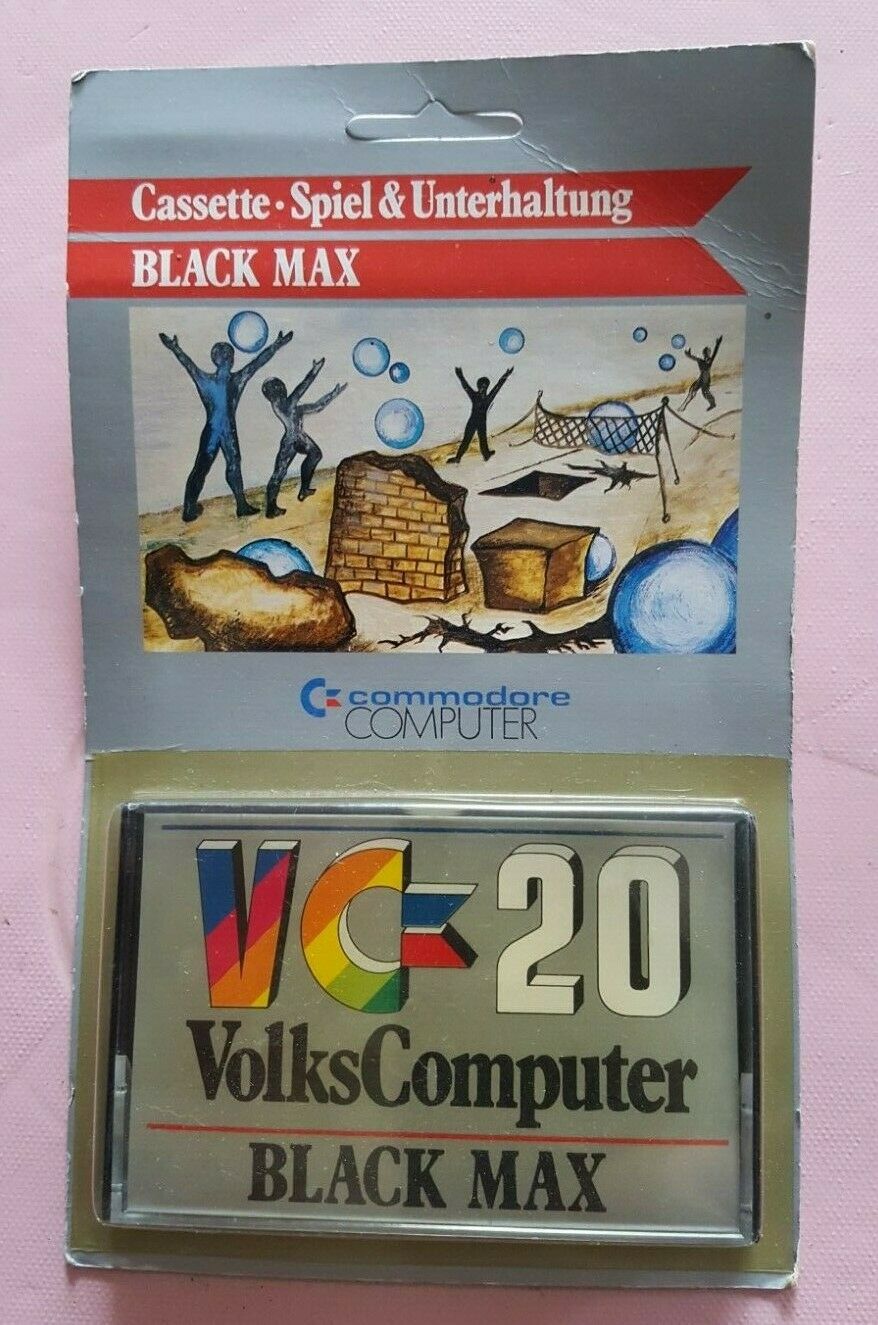 Cassette · Spiel & Unterhaltung
BLACK MAX
commodore
COMPUTER
VC-20
VolksComputer
BLACK MAX